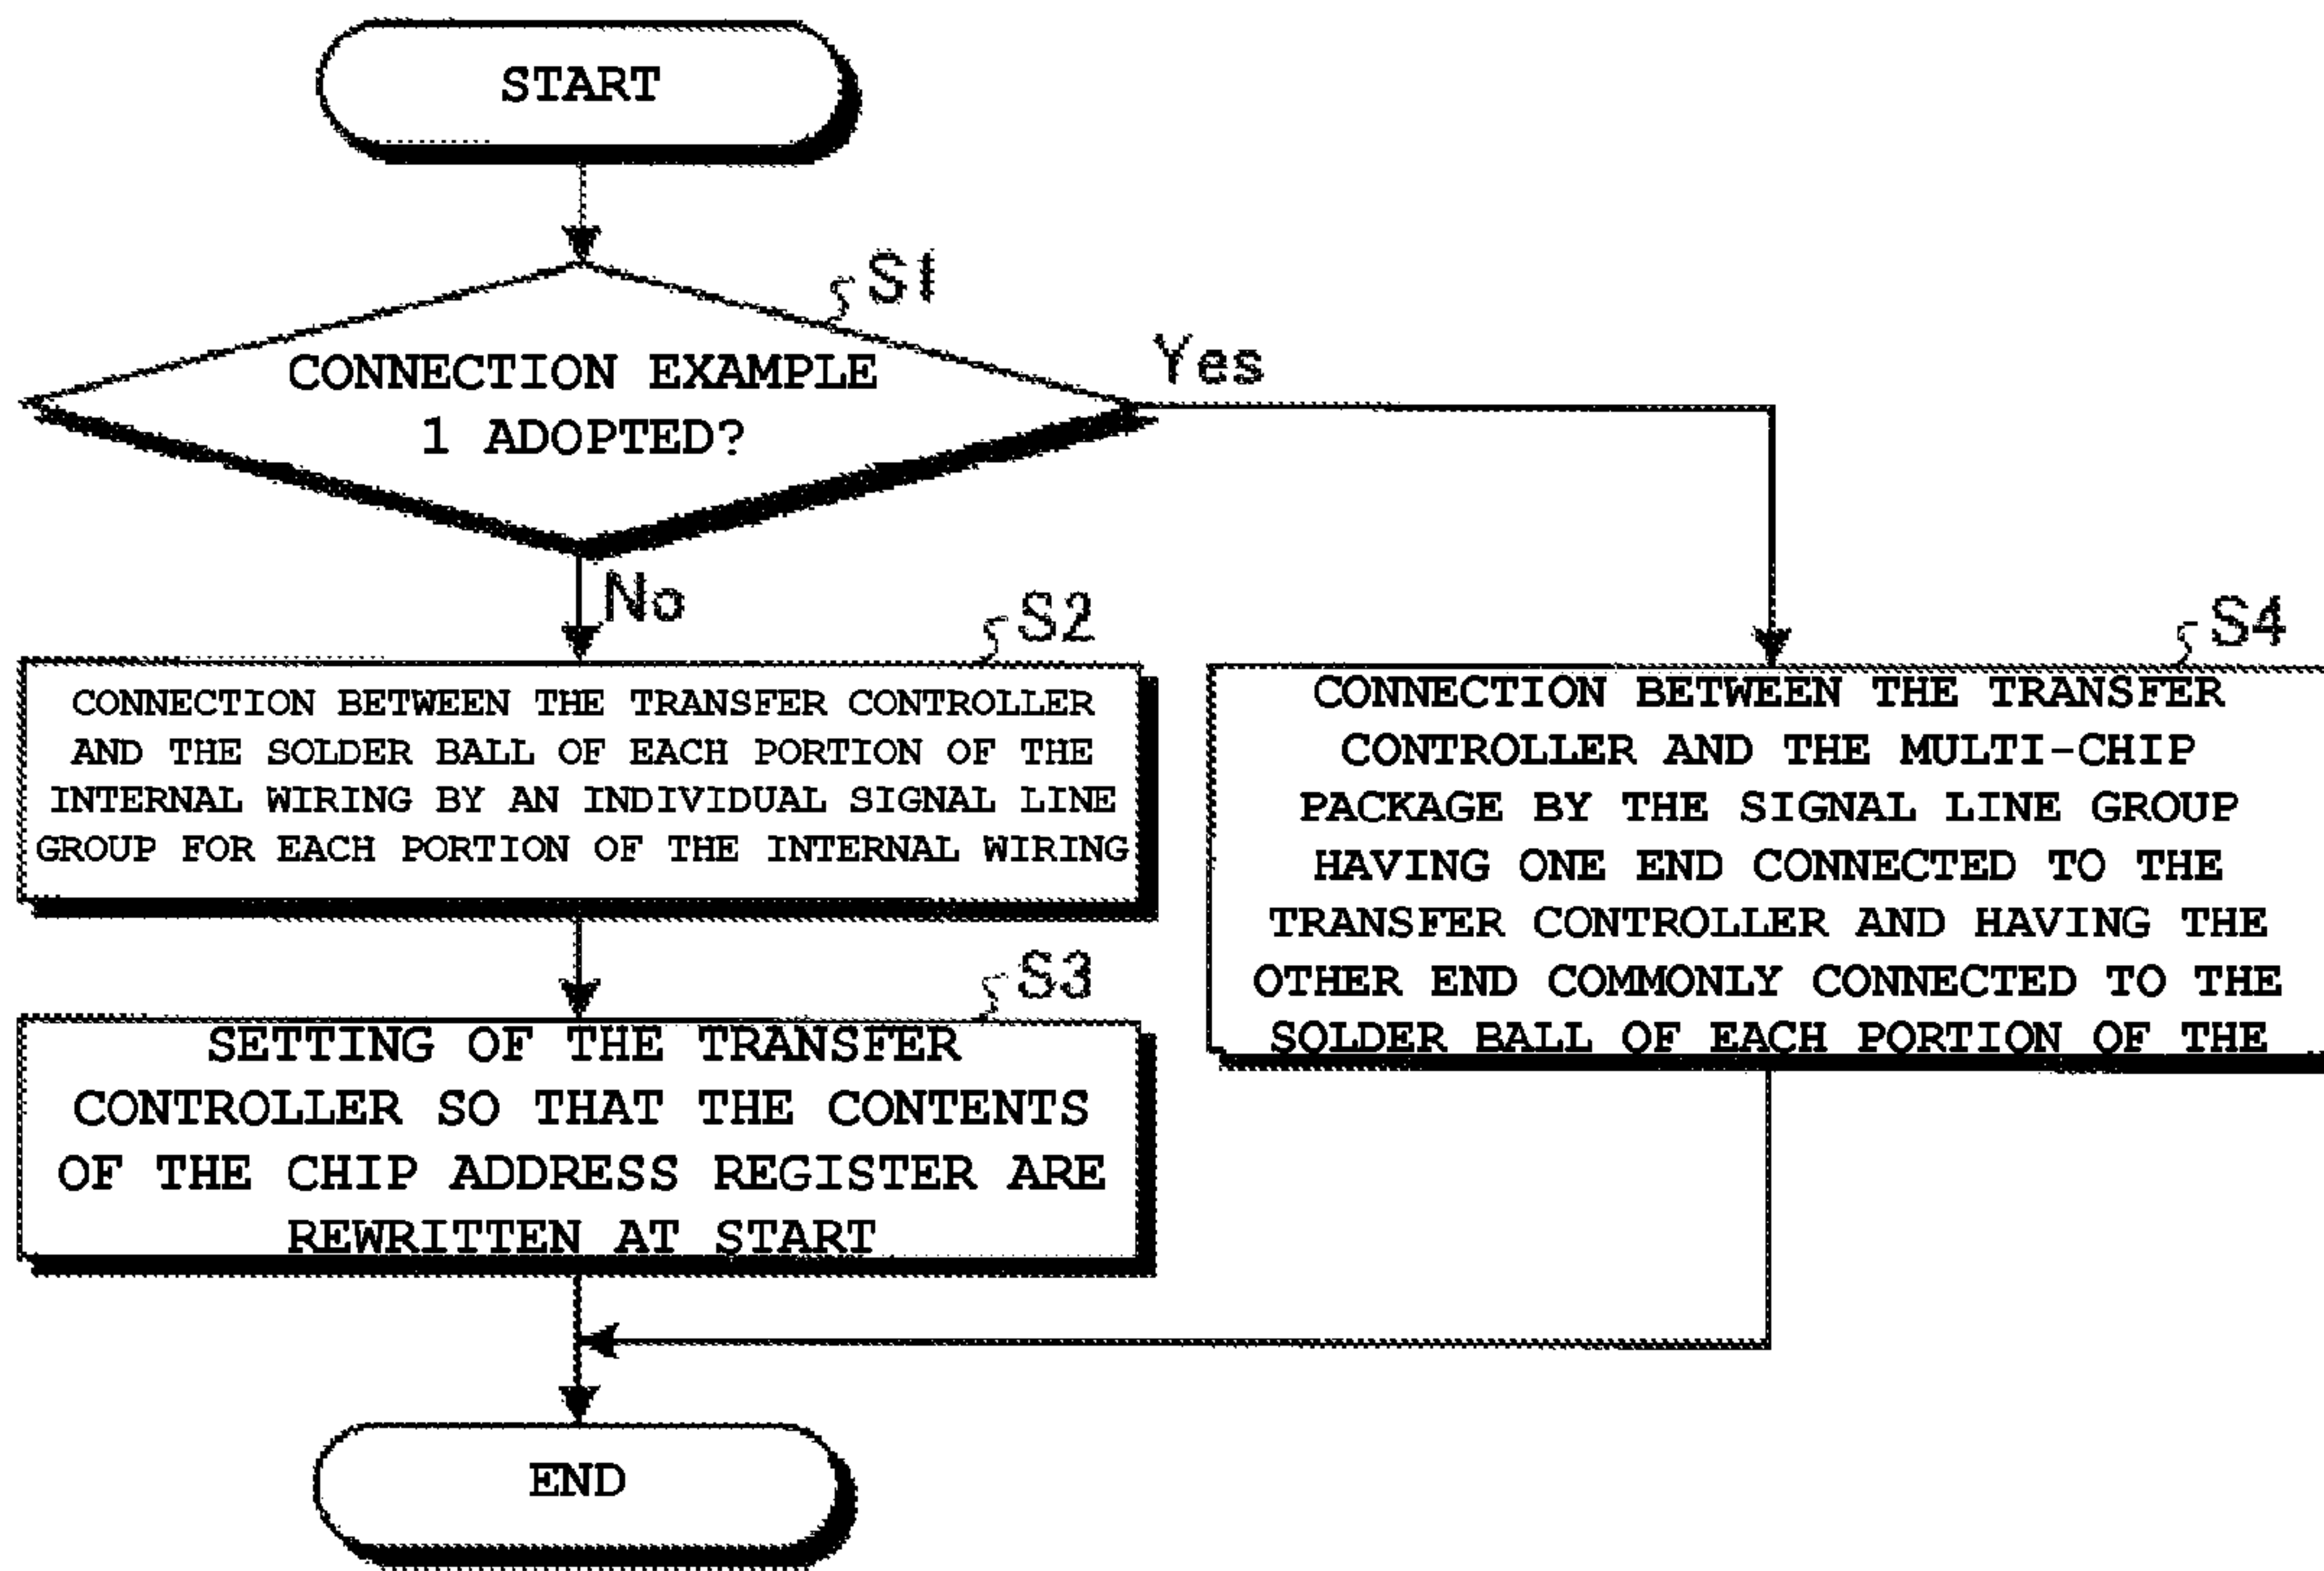 START
S1
CONNECTION EXAMPLE
1 ADOPTED?
Yes
No
S2
CONNECTION BETWEEN THE TRANSFER CONTROLLER
AND THE SOLDER BALL OF EACH PORTION OF THE
INTERNAL WIRING BY AN INDIVIDUAL SIGNAL LINE
GROUP FOR EACH PORTION OF THE INTERNAL WIRING
S3
SETTING OF THE TRANSFER
CONTROLLER SO THAT THE CONTENTS
OF THE CHIP ADDRESS REGISTER ARE
REWRITTEN AT START
S4
CONNECTION BETWEEN THE TRANSFER
CONTROLLER AND THE MULTI-CHIP
PACKAGE BY THE SIGNAL LINE GROUP
HAVING ONE END CONNECTED TO THE
TRANSFER CONTROLLER AND HAVING THE
OTHER END COMMONLY CONNECTED TO THE
SOLDER BALL OF EACH PORTION OF THE
END